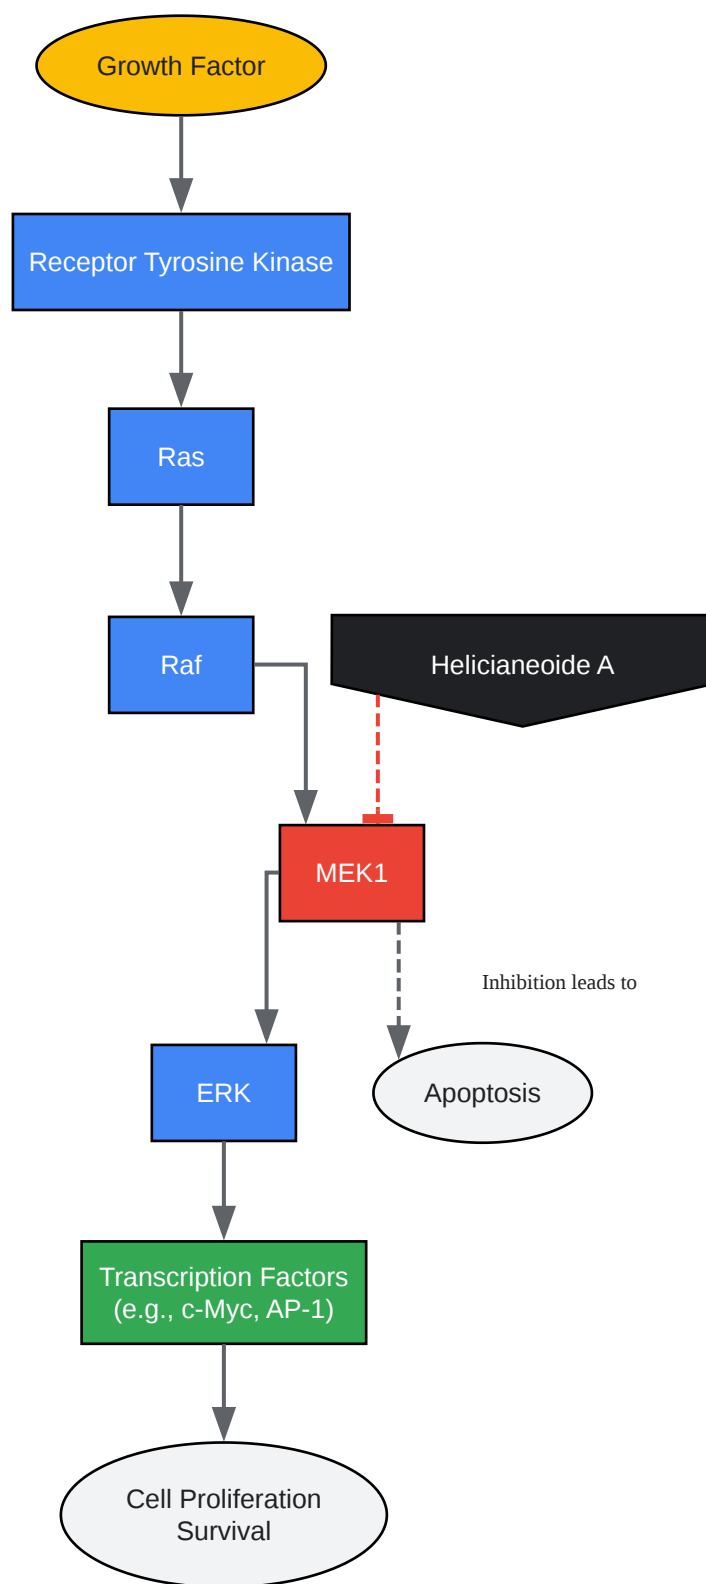 Growth Factor
Receptor Tyrosine Kinase
Ras
Raf
Helicianeoide A
MEK1
Inhibition leads to
ERK
Apoptosis
Transcription Factors
(e.g., c-Myc, AP-1)
Cell Proliferation
Survival